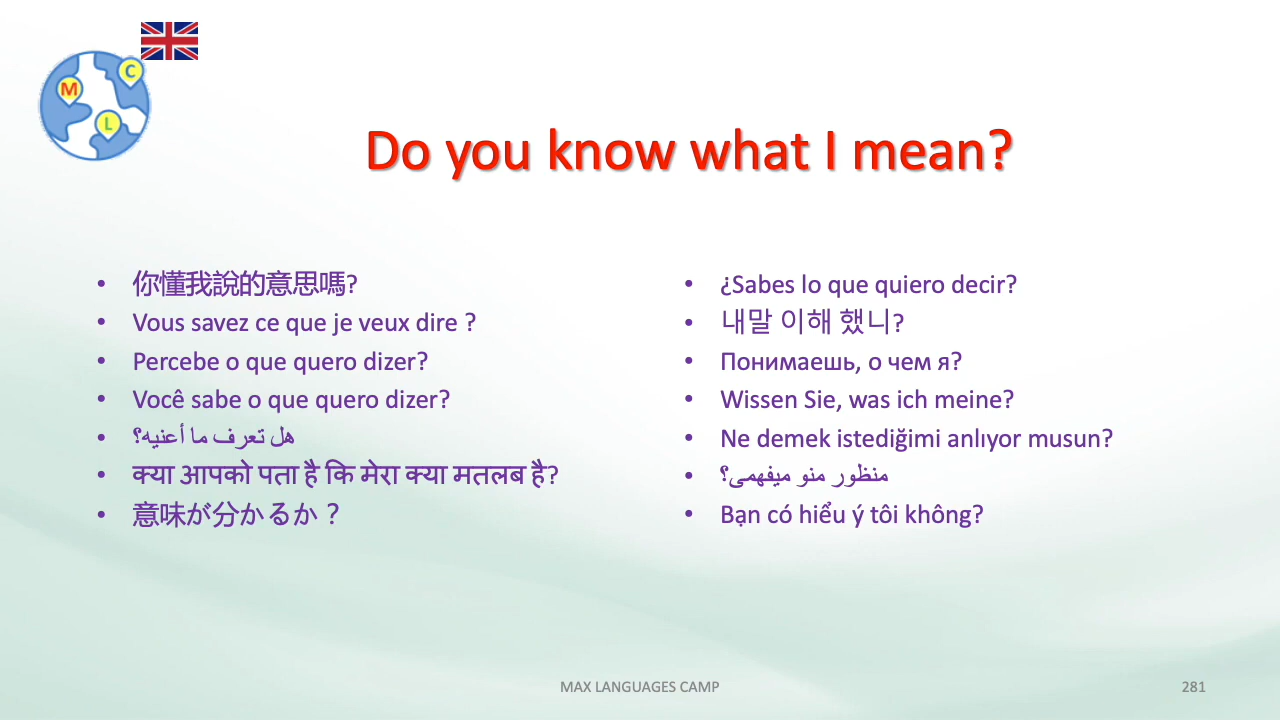 M
C
L
Do you know what I mean?
你懂我說的意思嗎?
Vous savez ce que je veux dire ?
Percebe o que quero dizer?
Você sabe o que quero dizer?
هل تعرف ما أعنيه؟
क्या आपको पता है कि मेरा क्या मतलब है?
意味が分かるか？
¿Sabes lo que quiero decir?
내말 이해 했니?
Понимаешь, о чем я?
Wissen Sie, was ich meine?
Ne demek istediğimi anlıyor musun?
منظور منو میفهمی؟
Bạn có hiểu ý tôi không?
MAX LANGUAGES CAMP
281